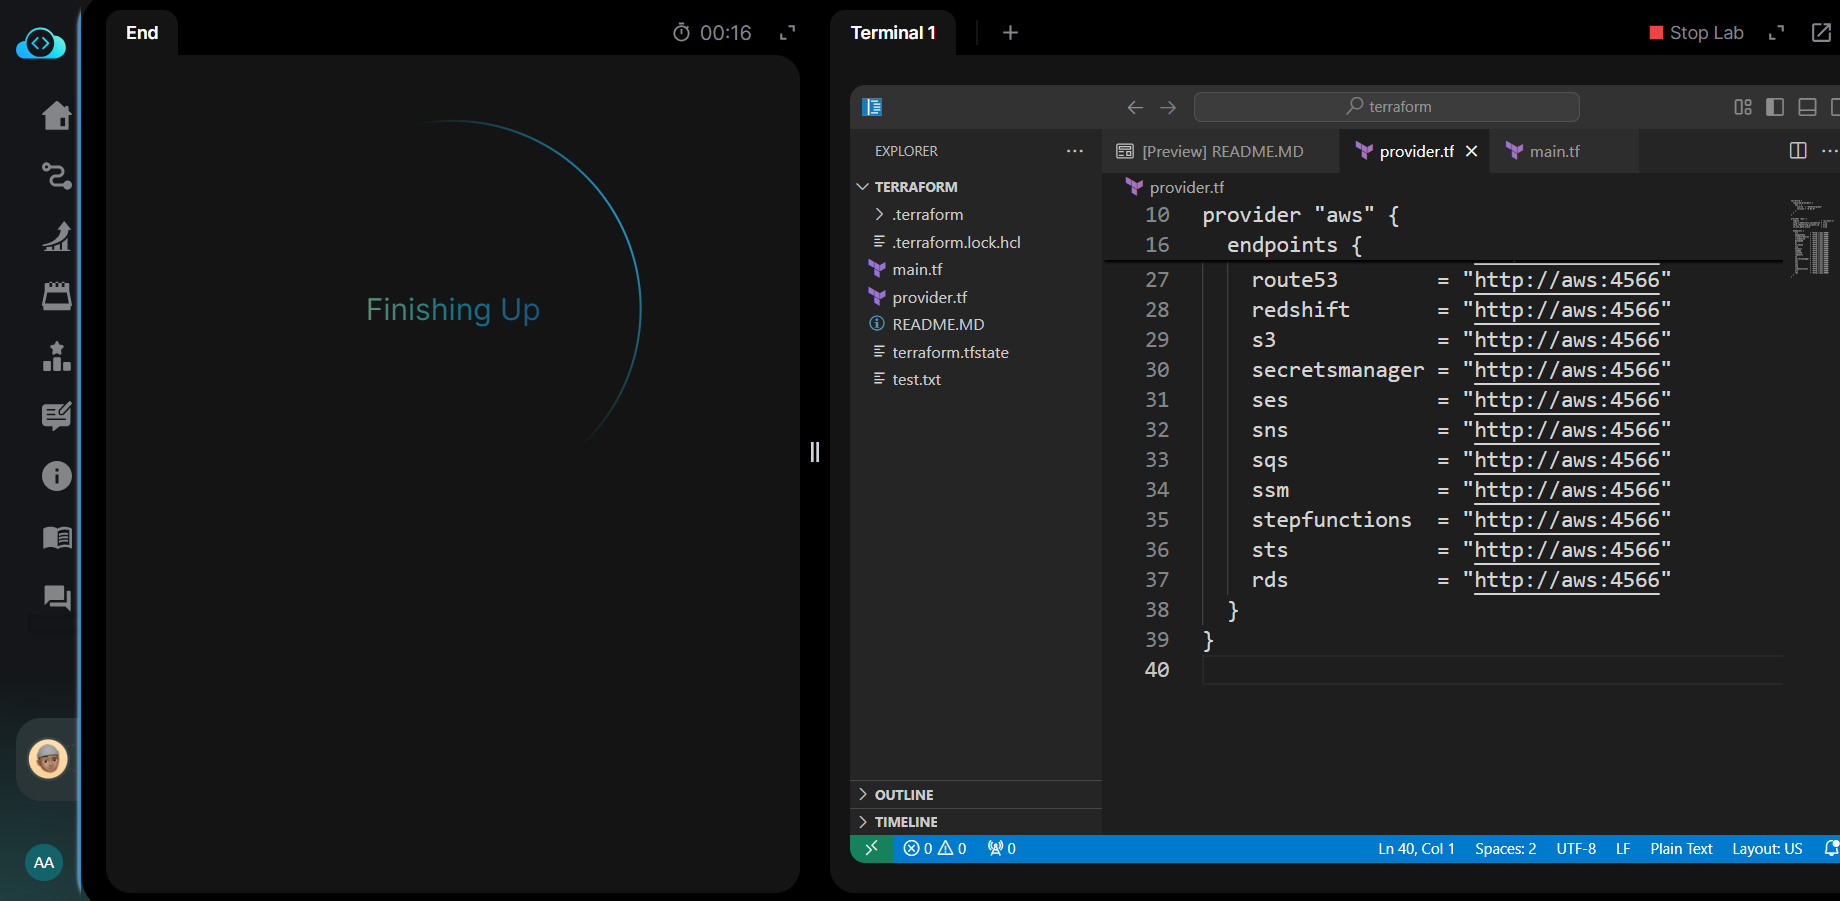 End
00:16
Finishing Up
AA
Terminal 1
Stop Lab
terraform
EXPLORER
[Preview] README.MD
provider.tf
main.tf
TERRAFORM
.terraform
.terraform.lock.hcl
main.tf
provider.tf
README.MD
terraform.tfstate
test.txt
OUTLINE
TIMELINE
provider.tf
10 provider "aws" {
16 endpoints {
27 route53 = "http://aws:4566"
28 redshift = "http://aws:4566"
29 s3 = "http://aws:4566"
30 secretsmanager = "http://aws:4566"
31 ses = "http://aws:4566"
32 sns = "http://aws:4566"
33 sqs = "http://aws:4566"
34 ssm = "http://aws:4566"
35 stepfunctions = "http://aws:4566"
36 sts = "http://aws:4566"
37 rds = "http://aws:4566"
38 }
39 }
40
0 0 0
Ln 40, Col 1 Spaces: 2 UTF-8 LF Plain Text Layout: US